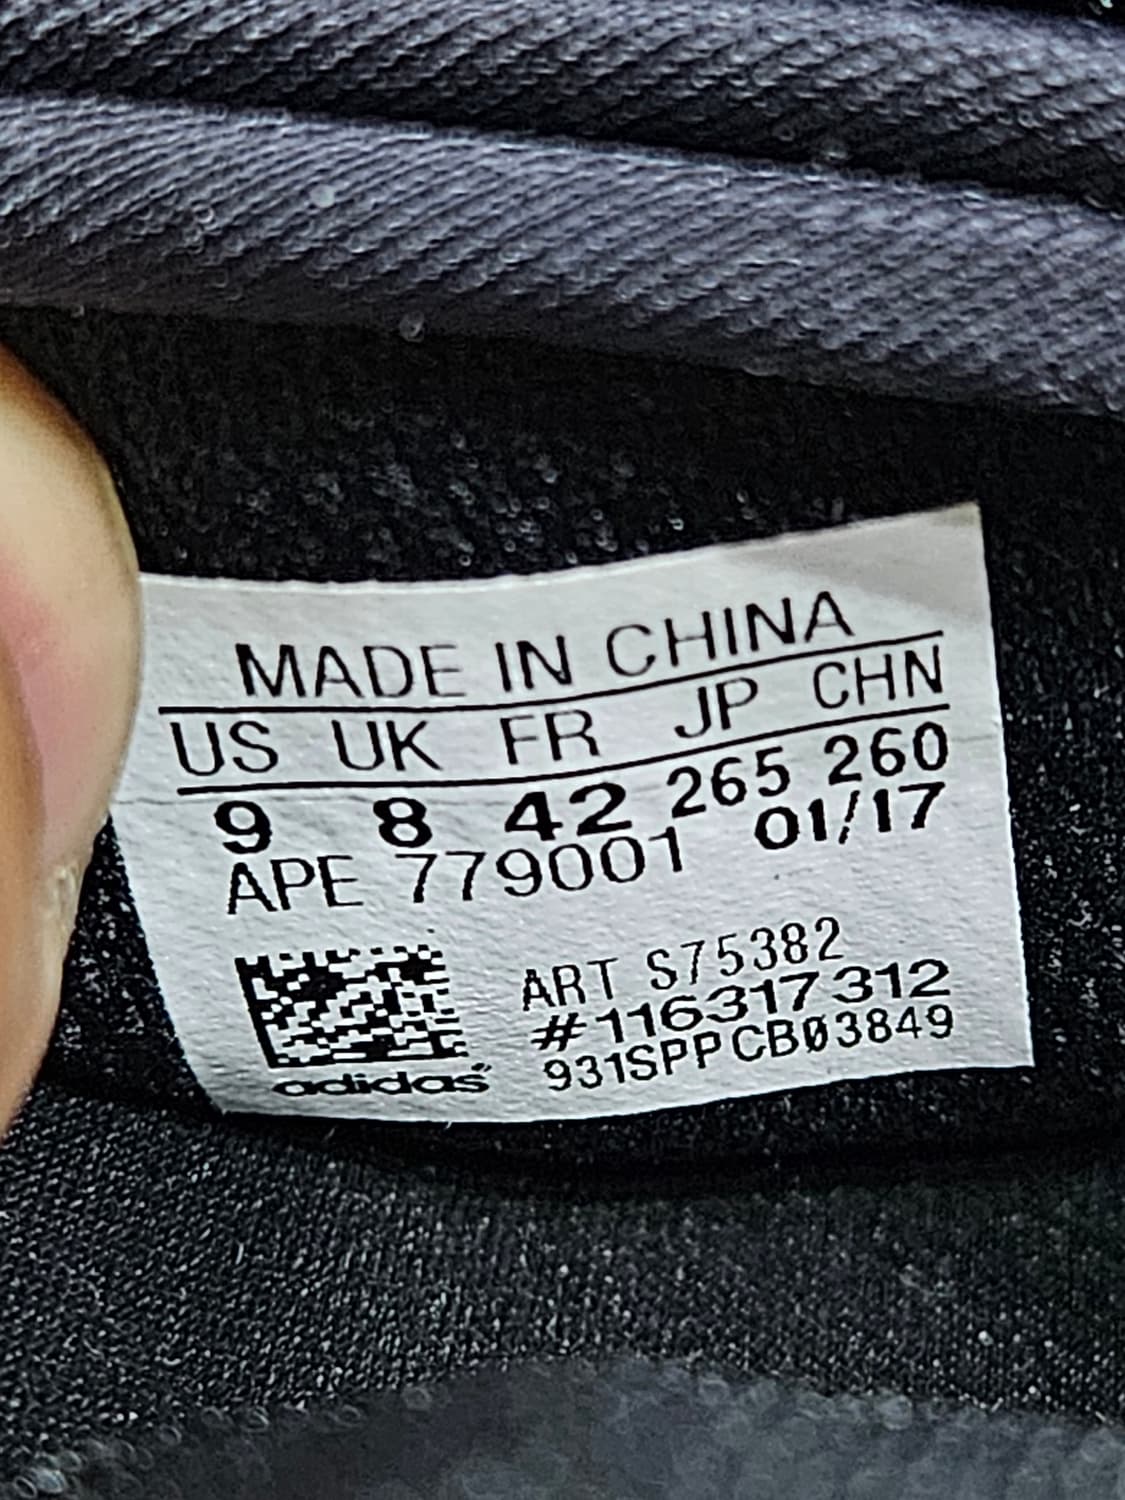 MADE IN CHINA
US UK FR JP CHN
9 8 42 265 260
APE 779001 01/17
ART S75382
#116317312
931SPPCBØ3849
adidas